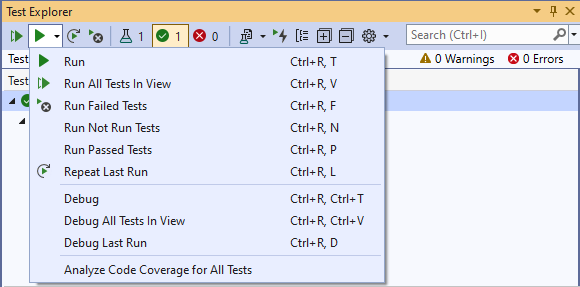 Test Explorer
1 1 0 Search (Ctrl+I)
Tes 0 Warnings 0 Errors
Tes
Run Ctrl+R, T
Run All Tests In View Ctrl+R, V
Run Failed Tests Ctrl+R, F
Run Not Run Tests Ctrl+R, N
Run Passed Tests Ctrl+R, P
Repeat Last Run Ctrl+R, L
Debug Ctrl+R, Ctrl+T
Debug All Tests In View Ctrl+R, Ctrl+V
Debug Last Run Ctrl+R, D
Analyze Code Coverage for All Tests